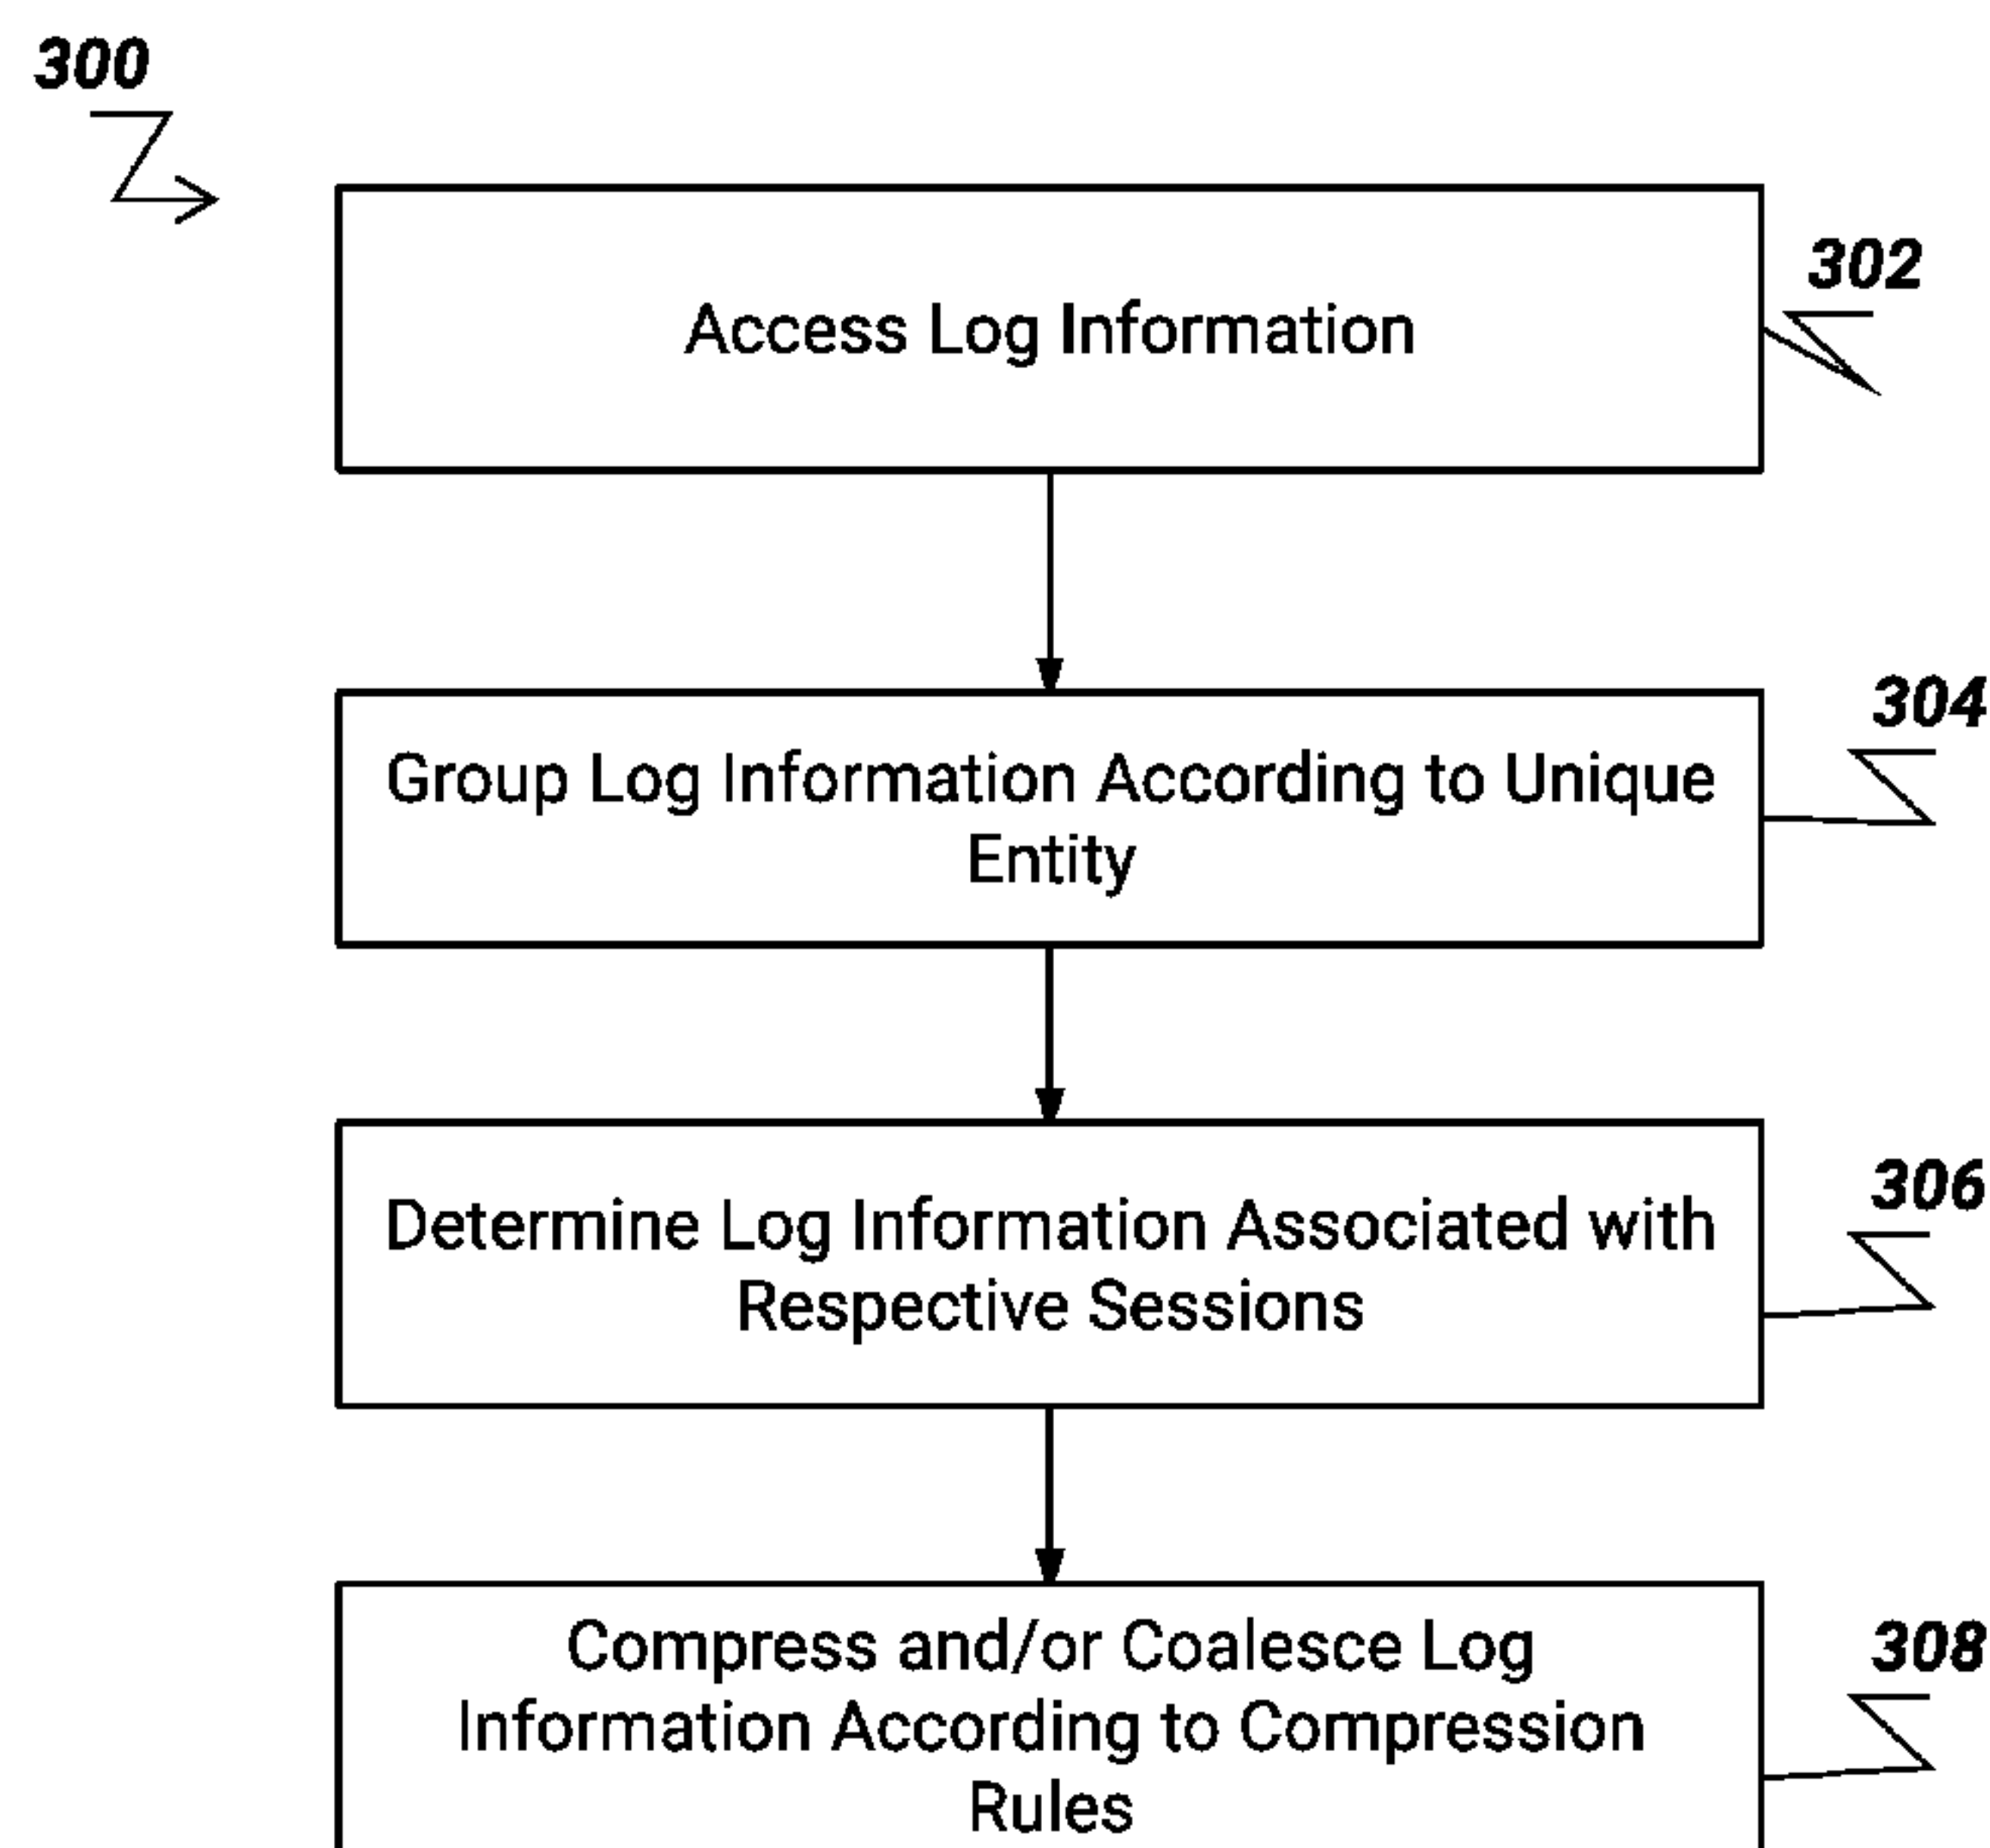 300
302
Access Log Information
304
Group Log Information According to Unique
Entity
306
Determine Log Information Associated with
Respective Sessions
308
Compress and/or Coalesce Log
Information According to Compression
Rules